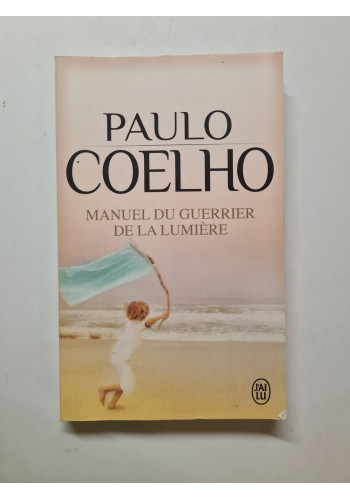 PAULO
COELHO
MANUEL DU GUERRIER
DE LA LUMIÈRE
J'AI
LU